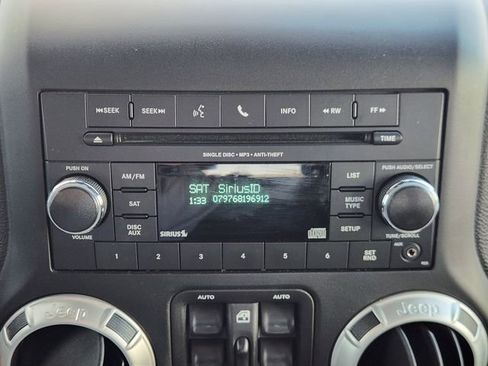 SEEK SEEK INFO RW FF
TIME
SINGLE DISC • MP3 • ANTI-THEFT
PUSH ON
PUSH AUDIO/SELECT
AM/FM
LIST
SAT SiriusID
1:33 079768196912
SAT
MUSIC TYPE
DISC AUX
SETUP
VOLUME
SIRIUS
TUNE/SCROLL
AUX
1 2 3 4 5 6 SET RND
AUTO AUTO
Jeep Jeep